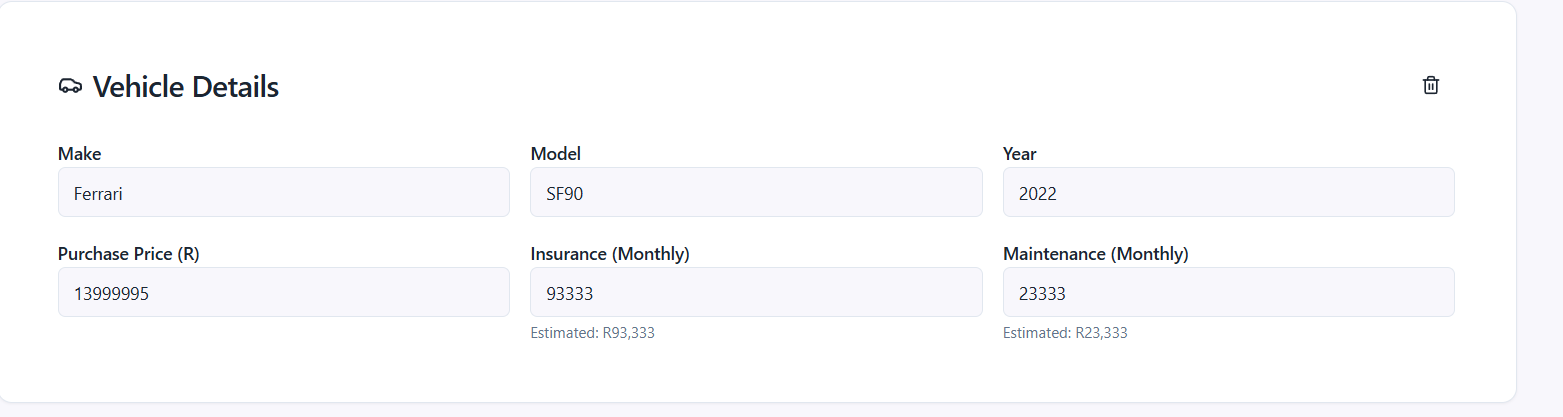 Vehicle Details
Make Model Year
Ferrari SF90 2022
Purchase Price (R) Insurance (Monthly) Maintenance (Monthly)
13999995 93333 23333
Estimated: R93,333 Estimated: R23,333